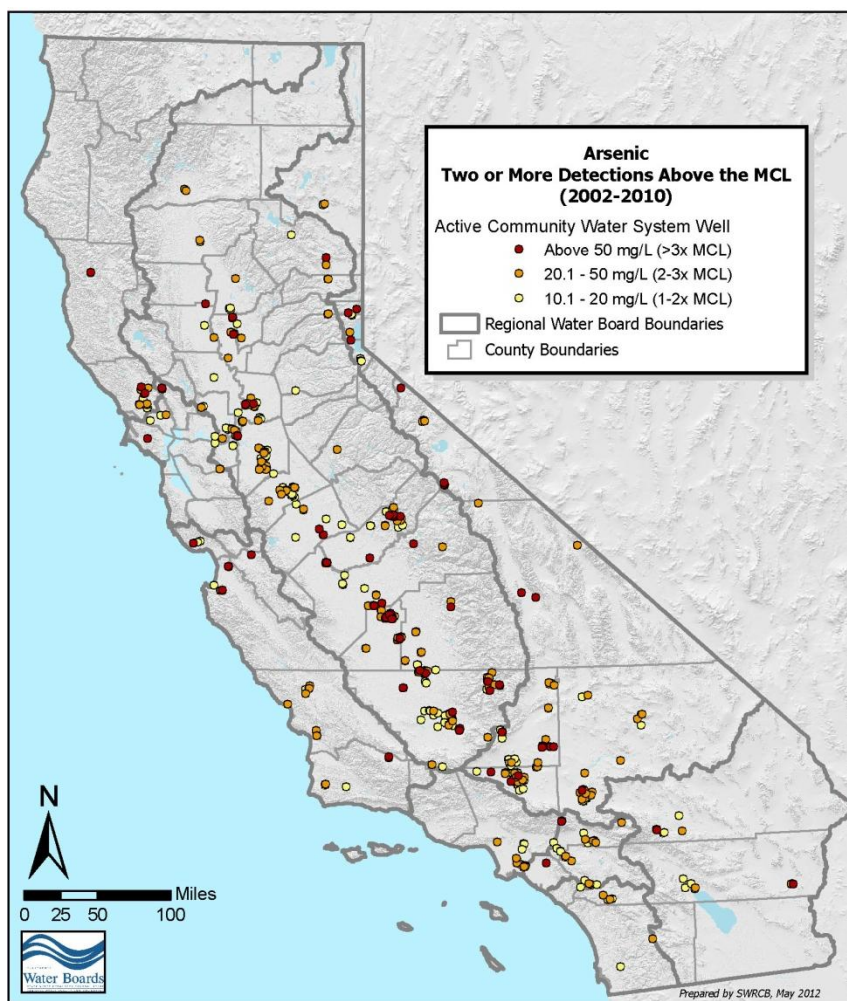 Arsenic
Two or More Detections Above the MCL
(2002-2010)
Active Community Water System Well
Above 50 mg/L (>3x MCL)
20.1 - 50 mg/L (2-3x MCL)
10.1 - 20 mg/L (1-2x MCL)
Regional Water Board Boundaries
County Boundaries
N
Miles
0 25 50 100
Water Boards
Prepared by SWRCB, May 2012